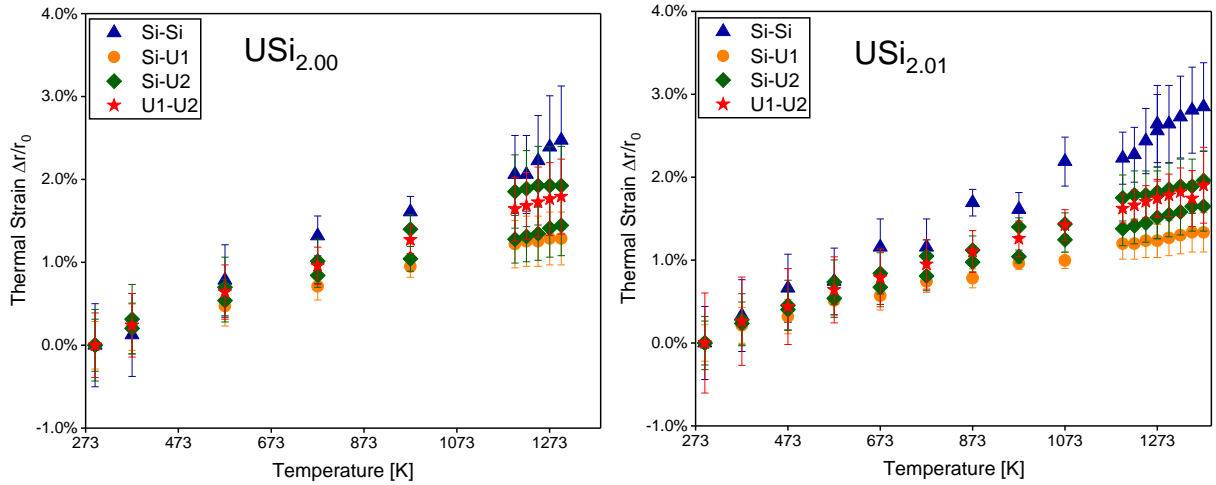 4.0%
3.0%
2.0%
1.0%
0.0%
-1.0%
Thermal Strain Δr/r₀
Si-Si
Si-U1
Si-U2
U1-U2
USi₂.₀₀
273 473 673 873 1073 1273
Temperature [K]
4.0%
3.0%
2.0%
1.0%
0.0%
-1.0%
Thermal Strain Δr/r₀
Si-Si
Si-U1
Si-U2
U1-U2
USi₂.₀₁
273 473 673 873 1073 1273
Temperature [K]